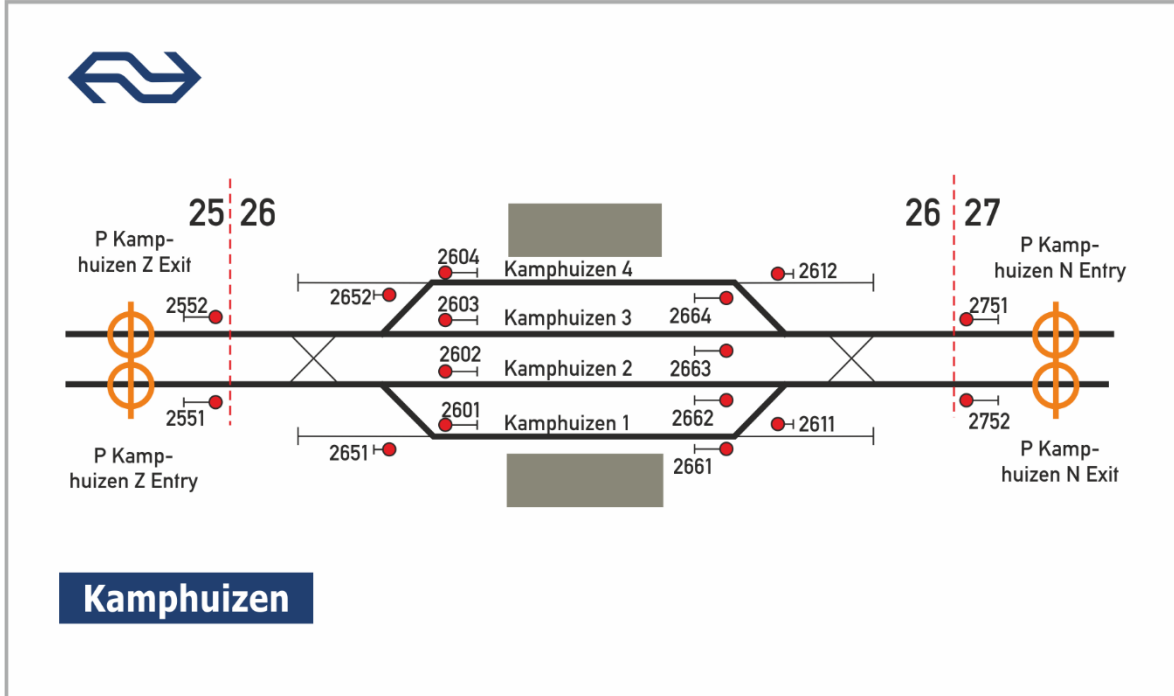 25 26
26 27
P Kamp-
huizen Z Exit
P Kamp-
huizen N Entry
2604
Kamphuizen 4
2612
2652
2603
Kamphuizen 3
2664
2552
2751
2602
Kamphuizen 2
2663
2551
2601
Kamphuizen 1
2662
2611
2752
2651
2661
P Kamp-
huizen Z Entry
P Kamp-
huizen N Exit
Kamphuizen